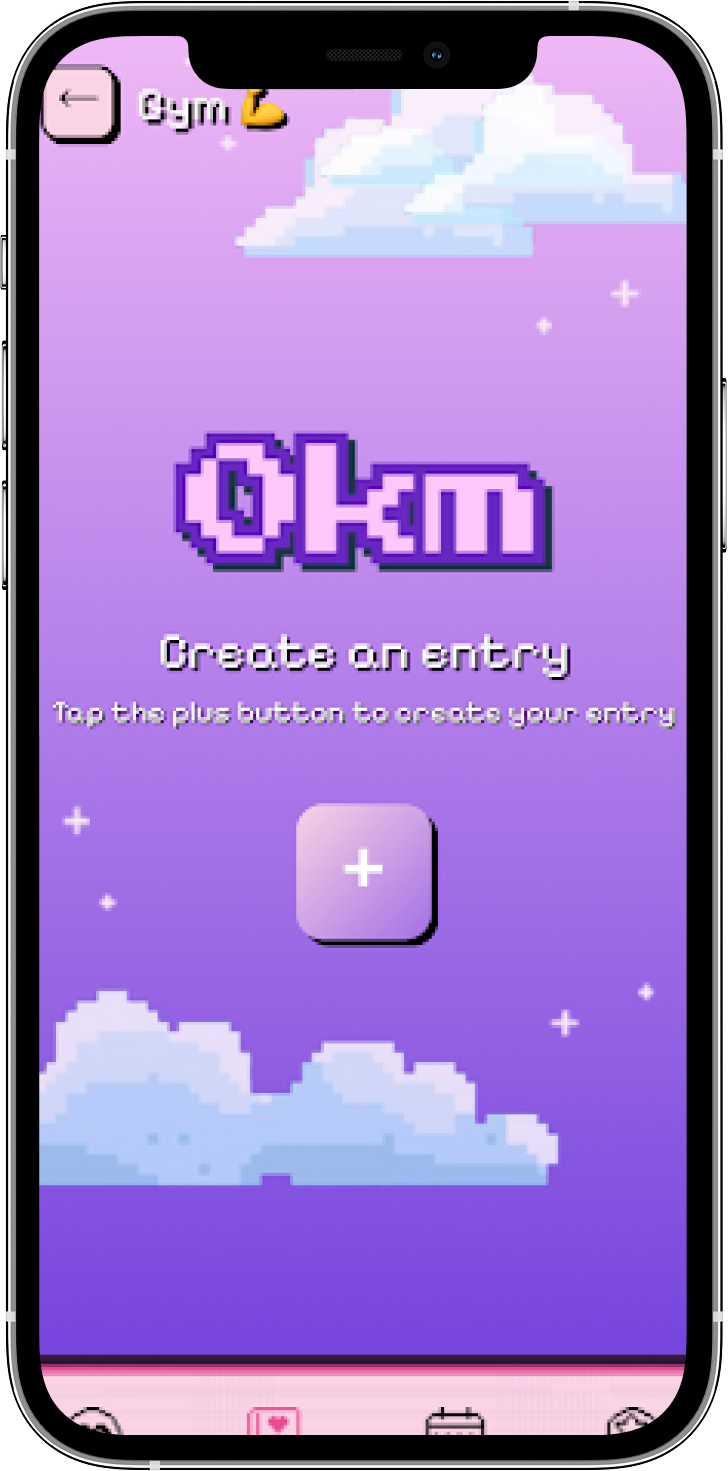 Gym 💪
0km
Create an entry
Tap the plus button to create your entry
+